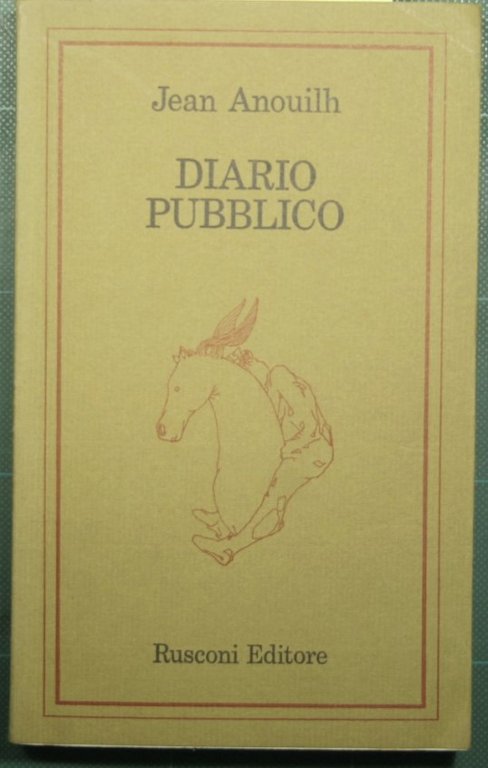 Jean Anouilh
DIARIO
PUBBLICO
Rusconi Editore